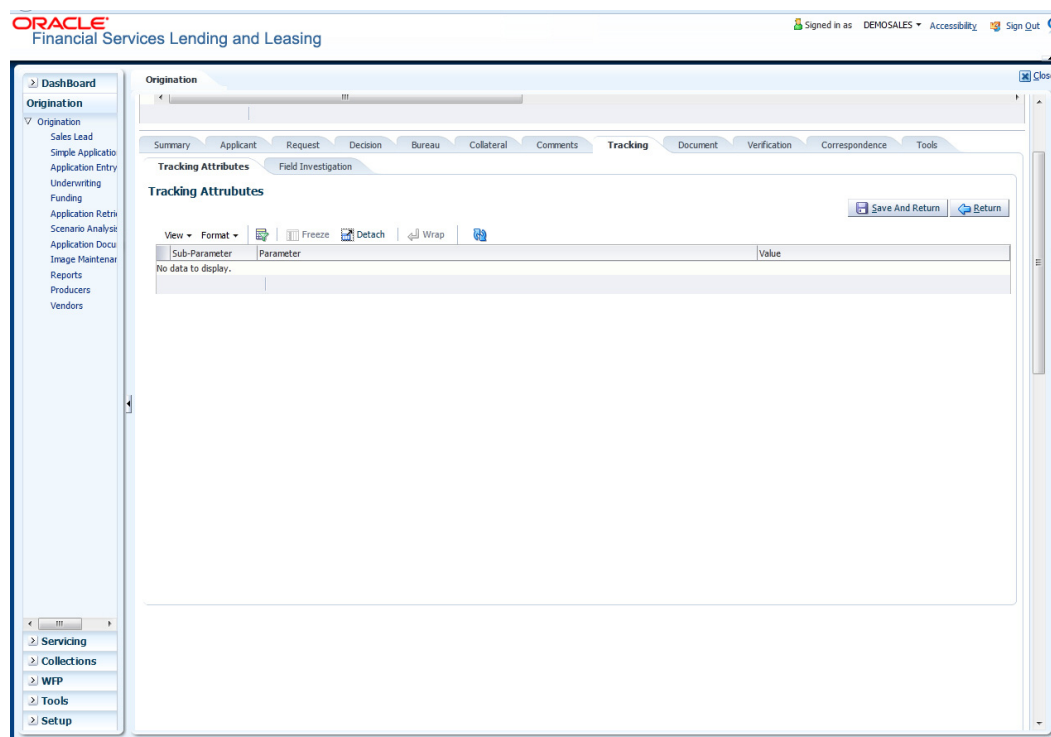 ORACLE
Financial Services Lending and Leasing
Signed in as DEMOSALES Accessibility Sign Out
DashBoard
Origination
Origination
Sales Lead
Simple Applicatio
Application Entry
Underwriting
Funding
Application Retri
Scenario Analysis
Application Docu
Image Maintenar
Reports
Producers
Vendors
Servicing
Collections
WFP
Tools
Setup
Origination
Clos
Summary Applicant Request Decision Bureau Collateral Comments Tracking Document Verification Correspondence Tools
Tracking Attributes Field Investigation
Tracking Attrubutes
Save And Return Return
View Format Freeze Detach Wrap
Sub-Parameter Parameter Value
No data to display.